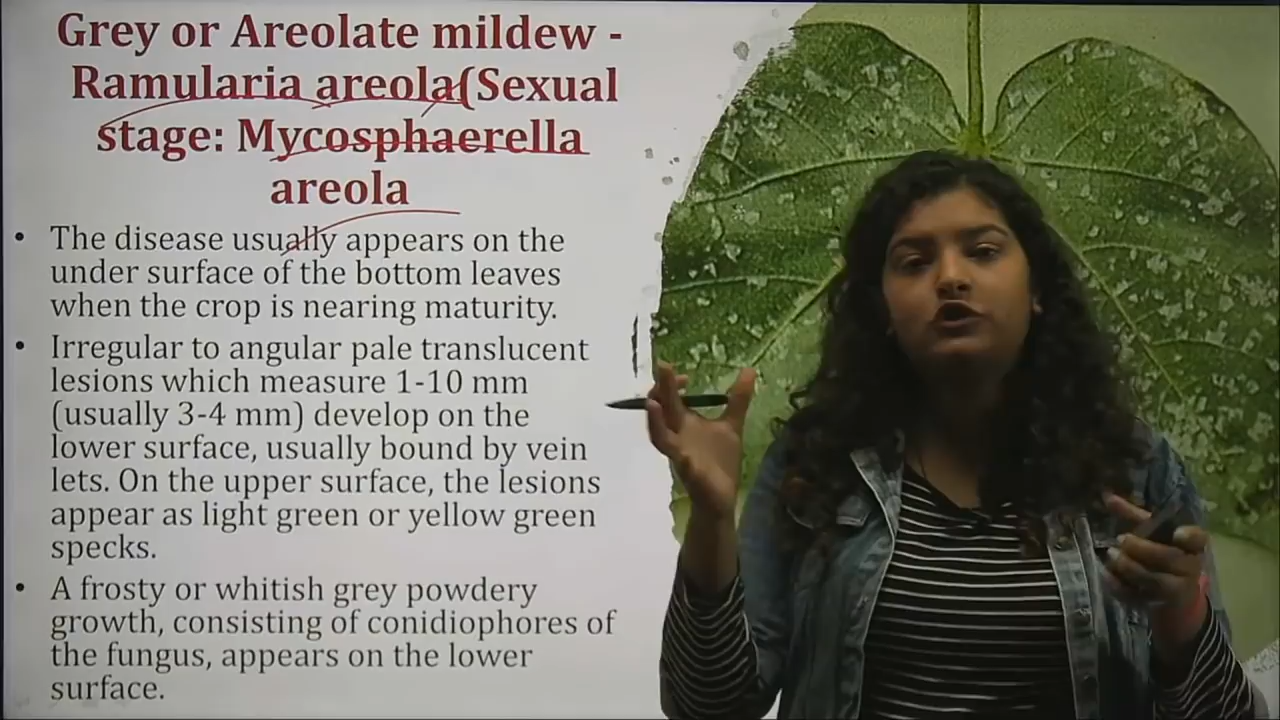 Grey or Areolate mildew -
Ramularia areola(Sexual
stage: Mycosphaerella
areola
• The disease usually appears on the
under surface of the bottom leaves
when the crop is nearing maturity.
• Irregular to angular pale translucent
lesions which measure 1-10 mm
(usually 3-4 mm) develop on the
lower surface, usually bound by vein
lets. On the upper surface, the lesions
appear as light green or yellow green
specks.
• A frosty or whitish grey powdery
growth, consisting of conidiophores of
the fungus, appears on the lower
surface.